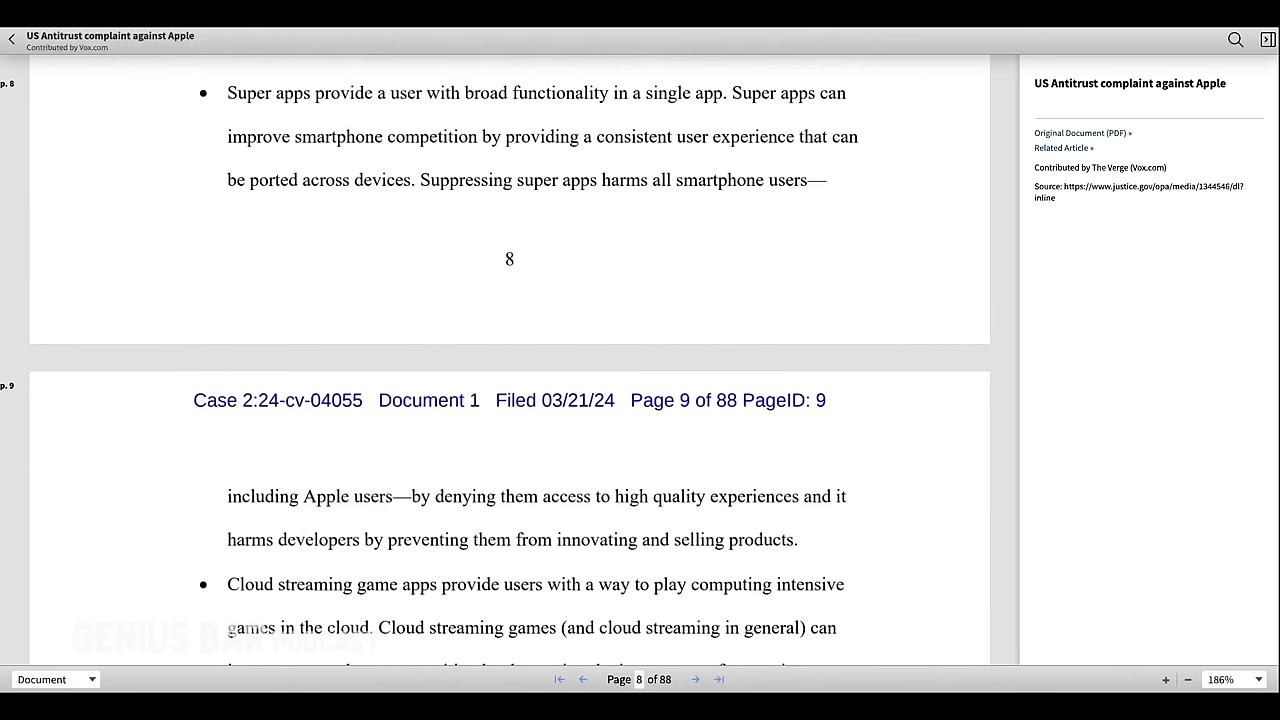 US Antitrust complaint against Apple
Contributed by Vox.com
p. 8
• Super apps provide a user with broad functionality in a single app. Super apps can
improve smartphone competition by providing a consistent user experience that can
be ported across devices. Suppressing super apps harms all smartphone users—
8
p. 9
Case 2:24-cv-04055 Document 1 Filed 03/21/24 Page 9 of 88 PageID: 9
including Apple users—by denying them access to high quality experiences and it
harms developers by preventing them from innovating and selling products.
• Cloud streaming game apps provide users with a way to play computing intensive
games in the cloud. Cloud streaming games (and cloud streaming in general) can
GENIUS BAR PODCAST
US Antitrust complaint against Apple
Original Document (PDF) »
Related Article »
Contributed by The Verge (Vox.com)
Source: https://www.justice.gov/opa/media/1344546/dl?
inline
Document
Page 8 of 88
186%